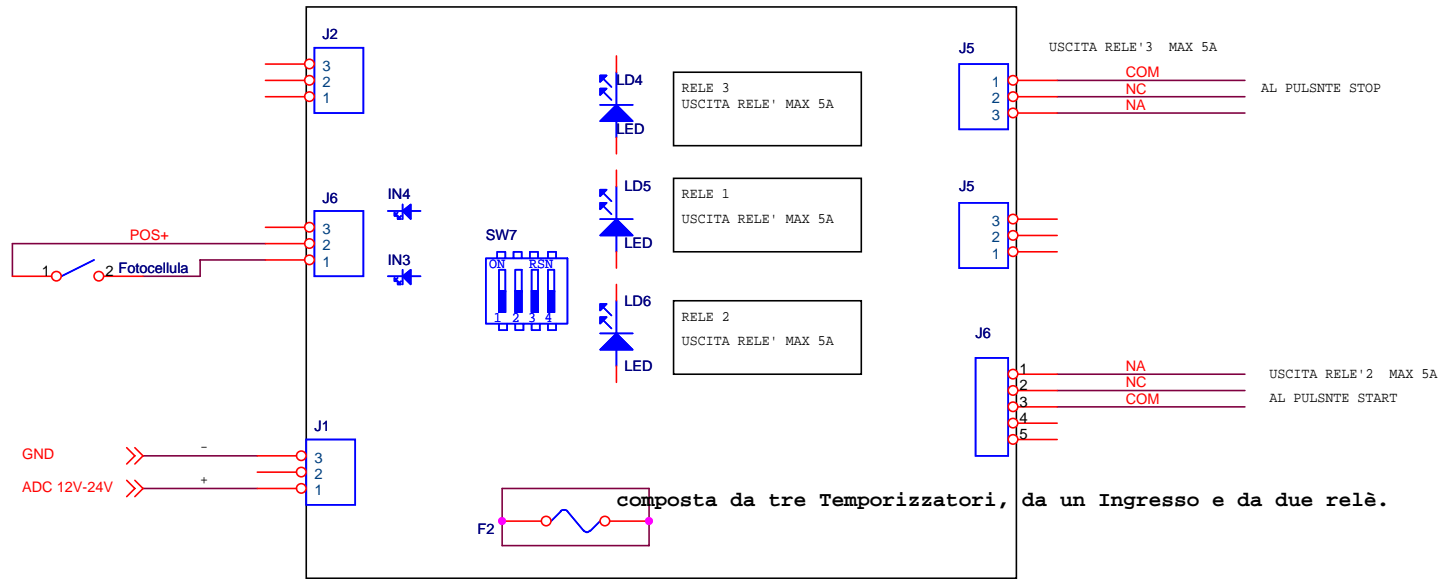 J2
3
2
1
J6
3
2
1
POS+
1
2
Fotocellula
IN4
IN3
SW7
ON RSN
1 2 3 4
J1
3
2
1
GND
-
ADC 12V-24V
+
F2
LD4
LED
RELE 3
USCITA RELE' MAX 5A
LD5
LED
RELE 1
USCITA RELE' MAX 5A
LD6
LED
RELE 2
USCITA RELE' MAX 5A
J5
1
2
3
USCITA RELE'3 MAX 5A
COM
NC
NA
AL PULSNTE STOP
J5
3
2
1
J6
1
2
3
4
5
NA
NC
COM
USCITA RELE'2 MAX 5A
AL PULSNTE START
composta da tre Temporizzatori, da un Ingresso e da due relè.